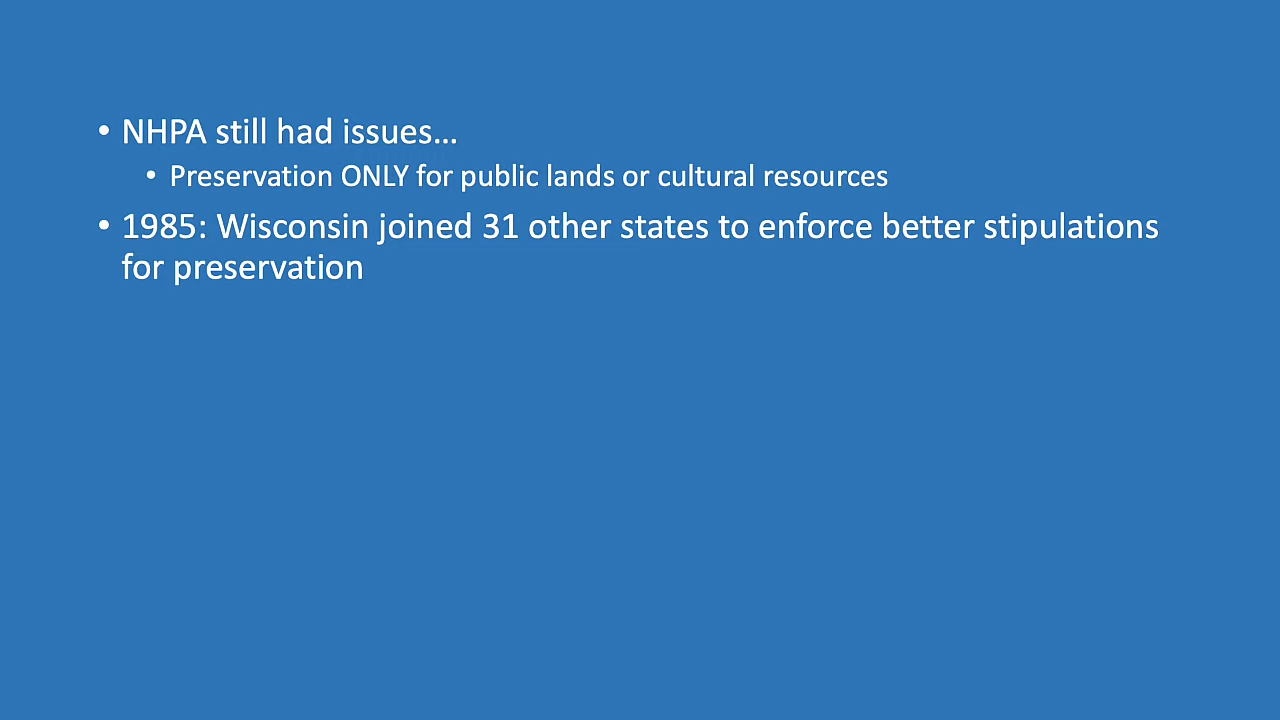 • NHPA still had issues…
• Preservation ONLY for public lands or cultural resources
• 1985: Wisconsin joined 31 other states to enforce better stipulations
for preservation